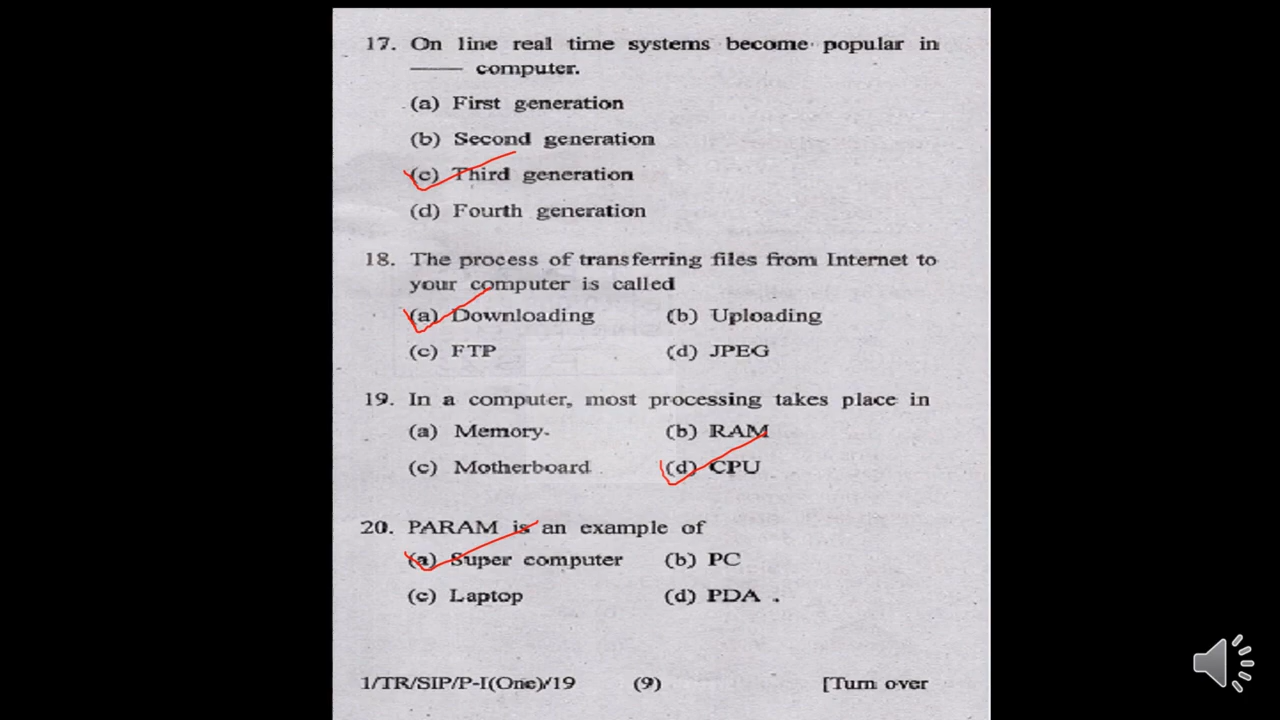 17. On line real time systems become popular in
—— computer.
(a) First generation
(b) Second generation
(c) Third generation
(d) Fourth generation
18. The process of transferring files from Internet to
your computer is called
(a) Downloading (b) Uploading
(c) FTP (d) JPEG
19. In a computer, most processing takes place in
(a) Memory (b) RAM
(c) Motherboard (d) CPU
20. PARAM is an example of
(a) Super computer (b) PC
(c) Laptop (d) PDA .
1/TR/SIP/P-I(One)/19 (9) [Turn over